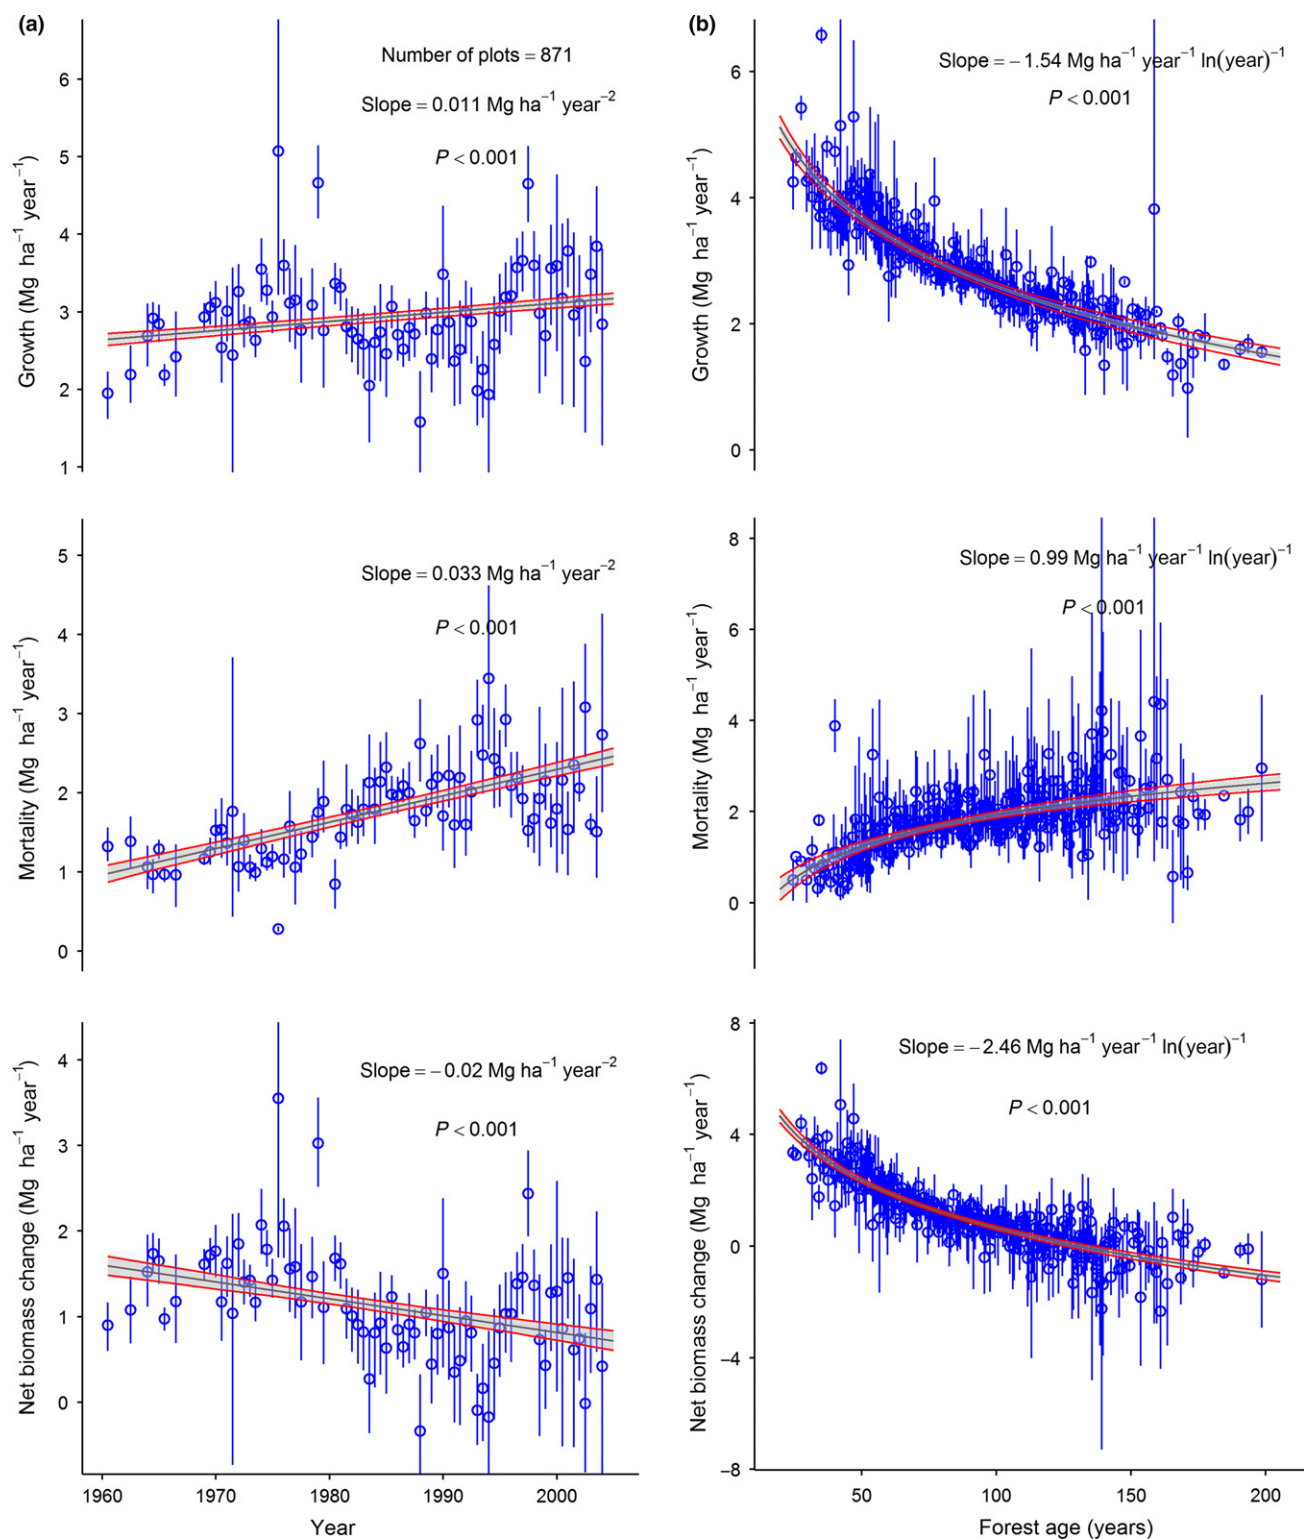 (a)
Number of plots = 871
Slope = 0.011 Mg ha⁻¹ year⁻²
P < 0.001
Growth (Mg ha⁻¹ year⁻¹)
6
5
4
3
2
1
(b)
Slope = −1.54 Mg ha⁻¹ year⁻¹ ln(year)⁻¹
P < 0.001
Growth (Mg ha⁻¹ year⁻¹)
6
4
2
0
Slope = 0.033 Mg ha⁻¹ year⁻²
P < 0.001
Mortality (Mg ha⁻¹ year⁻¹)
5
4
3
2
1
0
Slope = 0.99 Mg ha⁻¹ year⁻¹ ln(year)⁻¹
P < 0.001
Mortality (Mg ha⁻¹ year⁻¹)
8
6
4
2
0
Slope = −0.02 Mg ha⁻¹ year⁻²
P < 0.001
Net biomass change (Mg ha⁻¹ year⁻¹)
4
3
2
1
0
1960 1970 1980 1990 2000
Year
Slope = −2.46 Mg ha⁻¹ year⁻¹ ln(year)⁻¹
P < 0.001
Net biomass change (Mg ha⁻¹ year⁻¹)
8
4
0
−4
−8
50 100 150 200
Forest age (years)